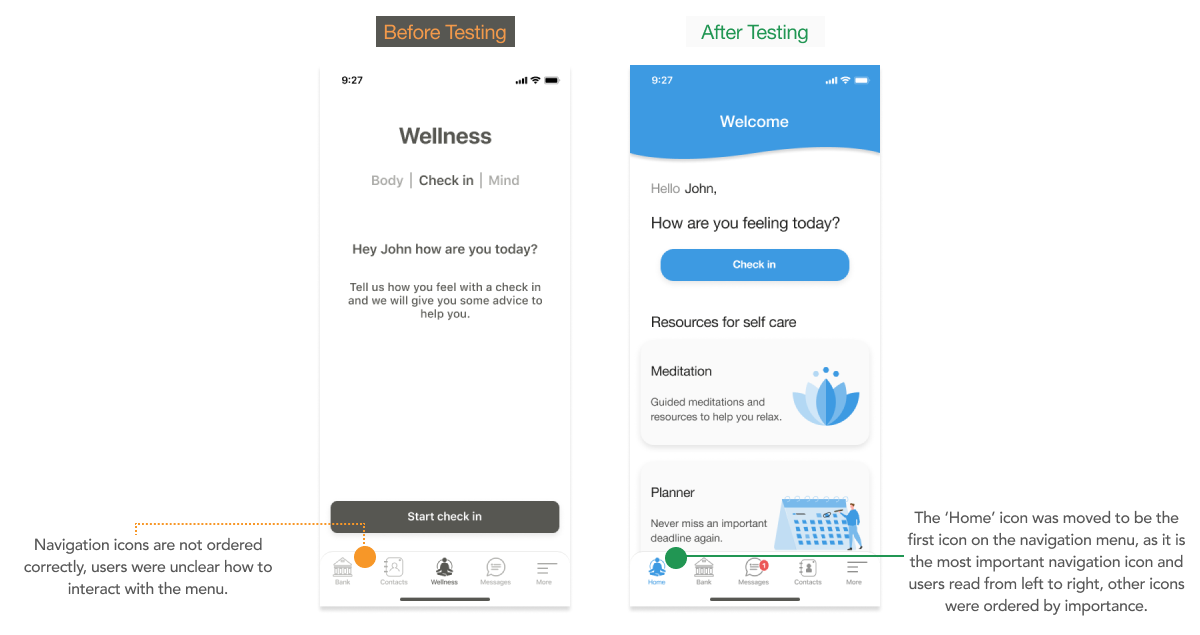 Before Testing
After Testing
9:27
Wellness
Body | Check in | Mind
Hey John how are you today?
Tell us how you feel with a check in
and we will give you some advice to
help you.
Start check in
Bank
Contacts
Wellness
Messages
More
Navigation icons are not ordered
correctly, users were unclear how to
interact with the menu.
9:27
Welcome
Hello John,
How are you feeling today?
Check in
Resources for self care
Meditation
Guided meditations and
resources to help you relax.
Planner
Never miss an important
deadline again.
Home
Bank
1
Messages
Contacts
More
The ‘Home’ icon was moved to be the
first icon on the navigation menu, as it is
the most important navigation icon and
users read from left to right, other icons
were ordered by importance.